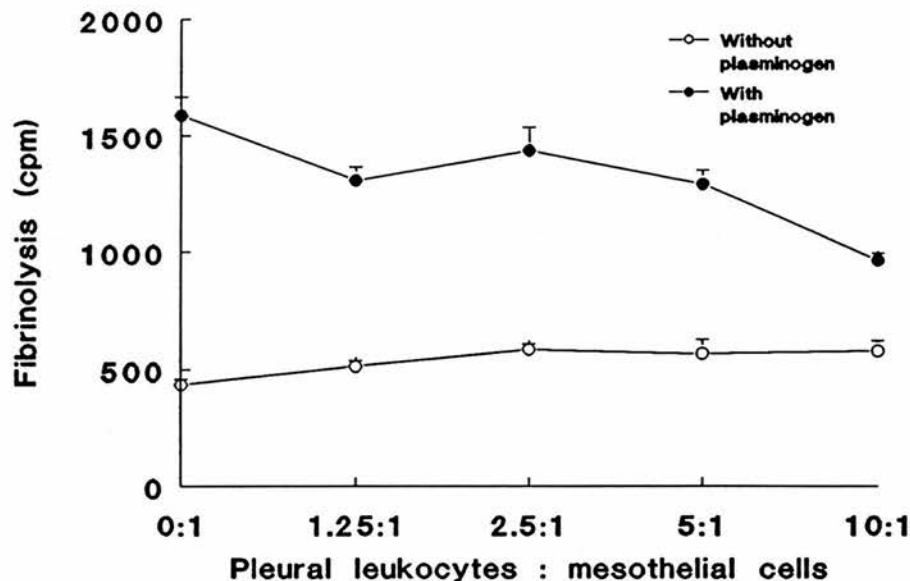 2000
1500
1000
500
0
Fibrinolysis (cpm)
Without
plasminogen
With
plasminogen
0:1 1.25:1 2.5:1 5:1 10:1
Pleural leukocytes : mesothelial cells